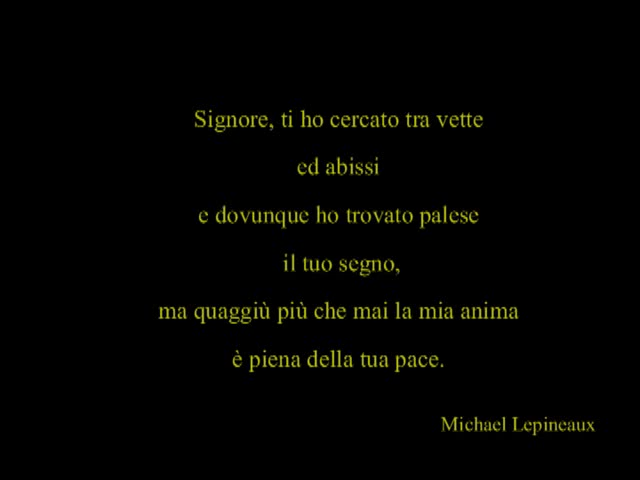 Signore, ti ho cercato tra vette
ed abissi
e dovunque ho trovato palese
il tuo segno,
ma quaggiù più che mai la mia anima
è piena della tua pace.
Michael Lepineaux